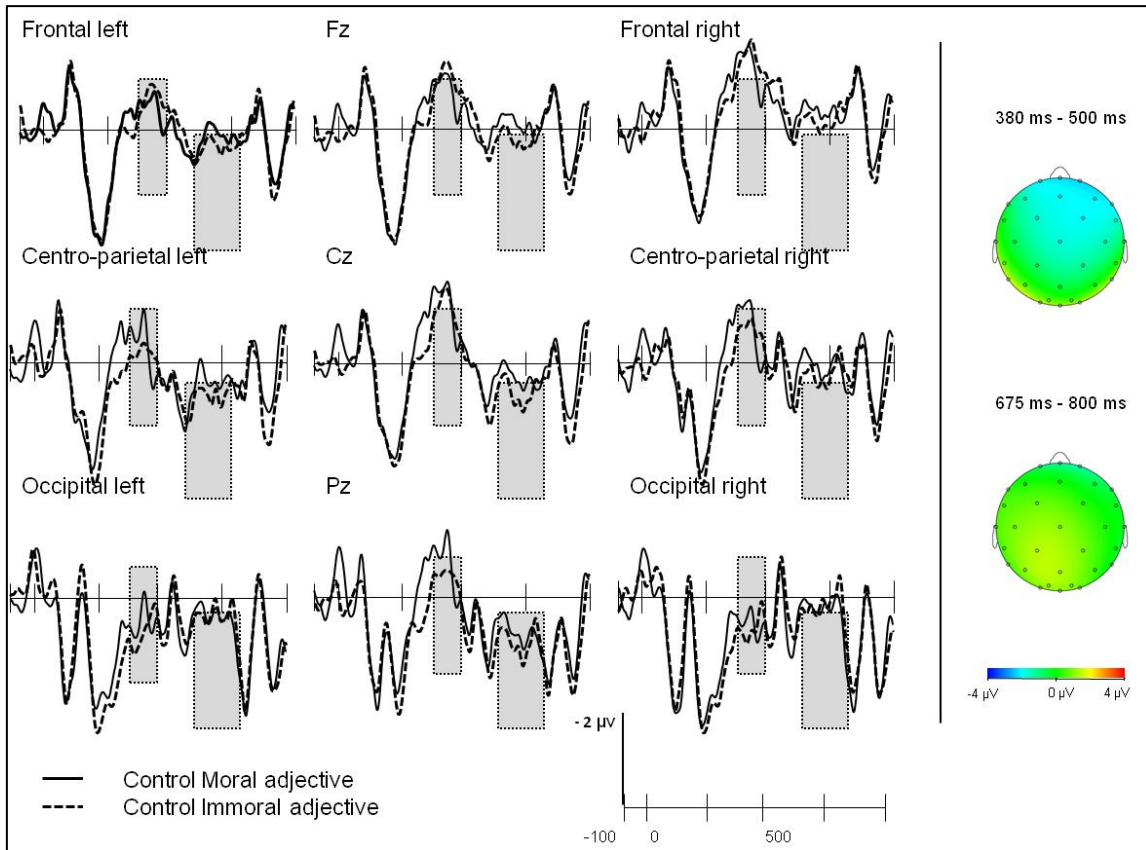 Frontal left
Fz
Frontal right
380 ms - 500 ms
Centro-parietal left
Cz
Centro-parietal right
675 ms - 800 ms
Occipital left
Pz
Occipital right
-4 µV
0 µV
4 µV
- 2 µV
Control Moral adjective
Control Immoral adjective
-100
0
500